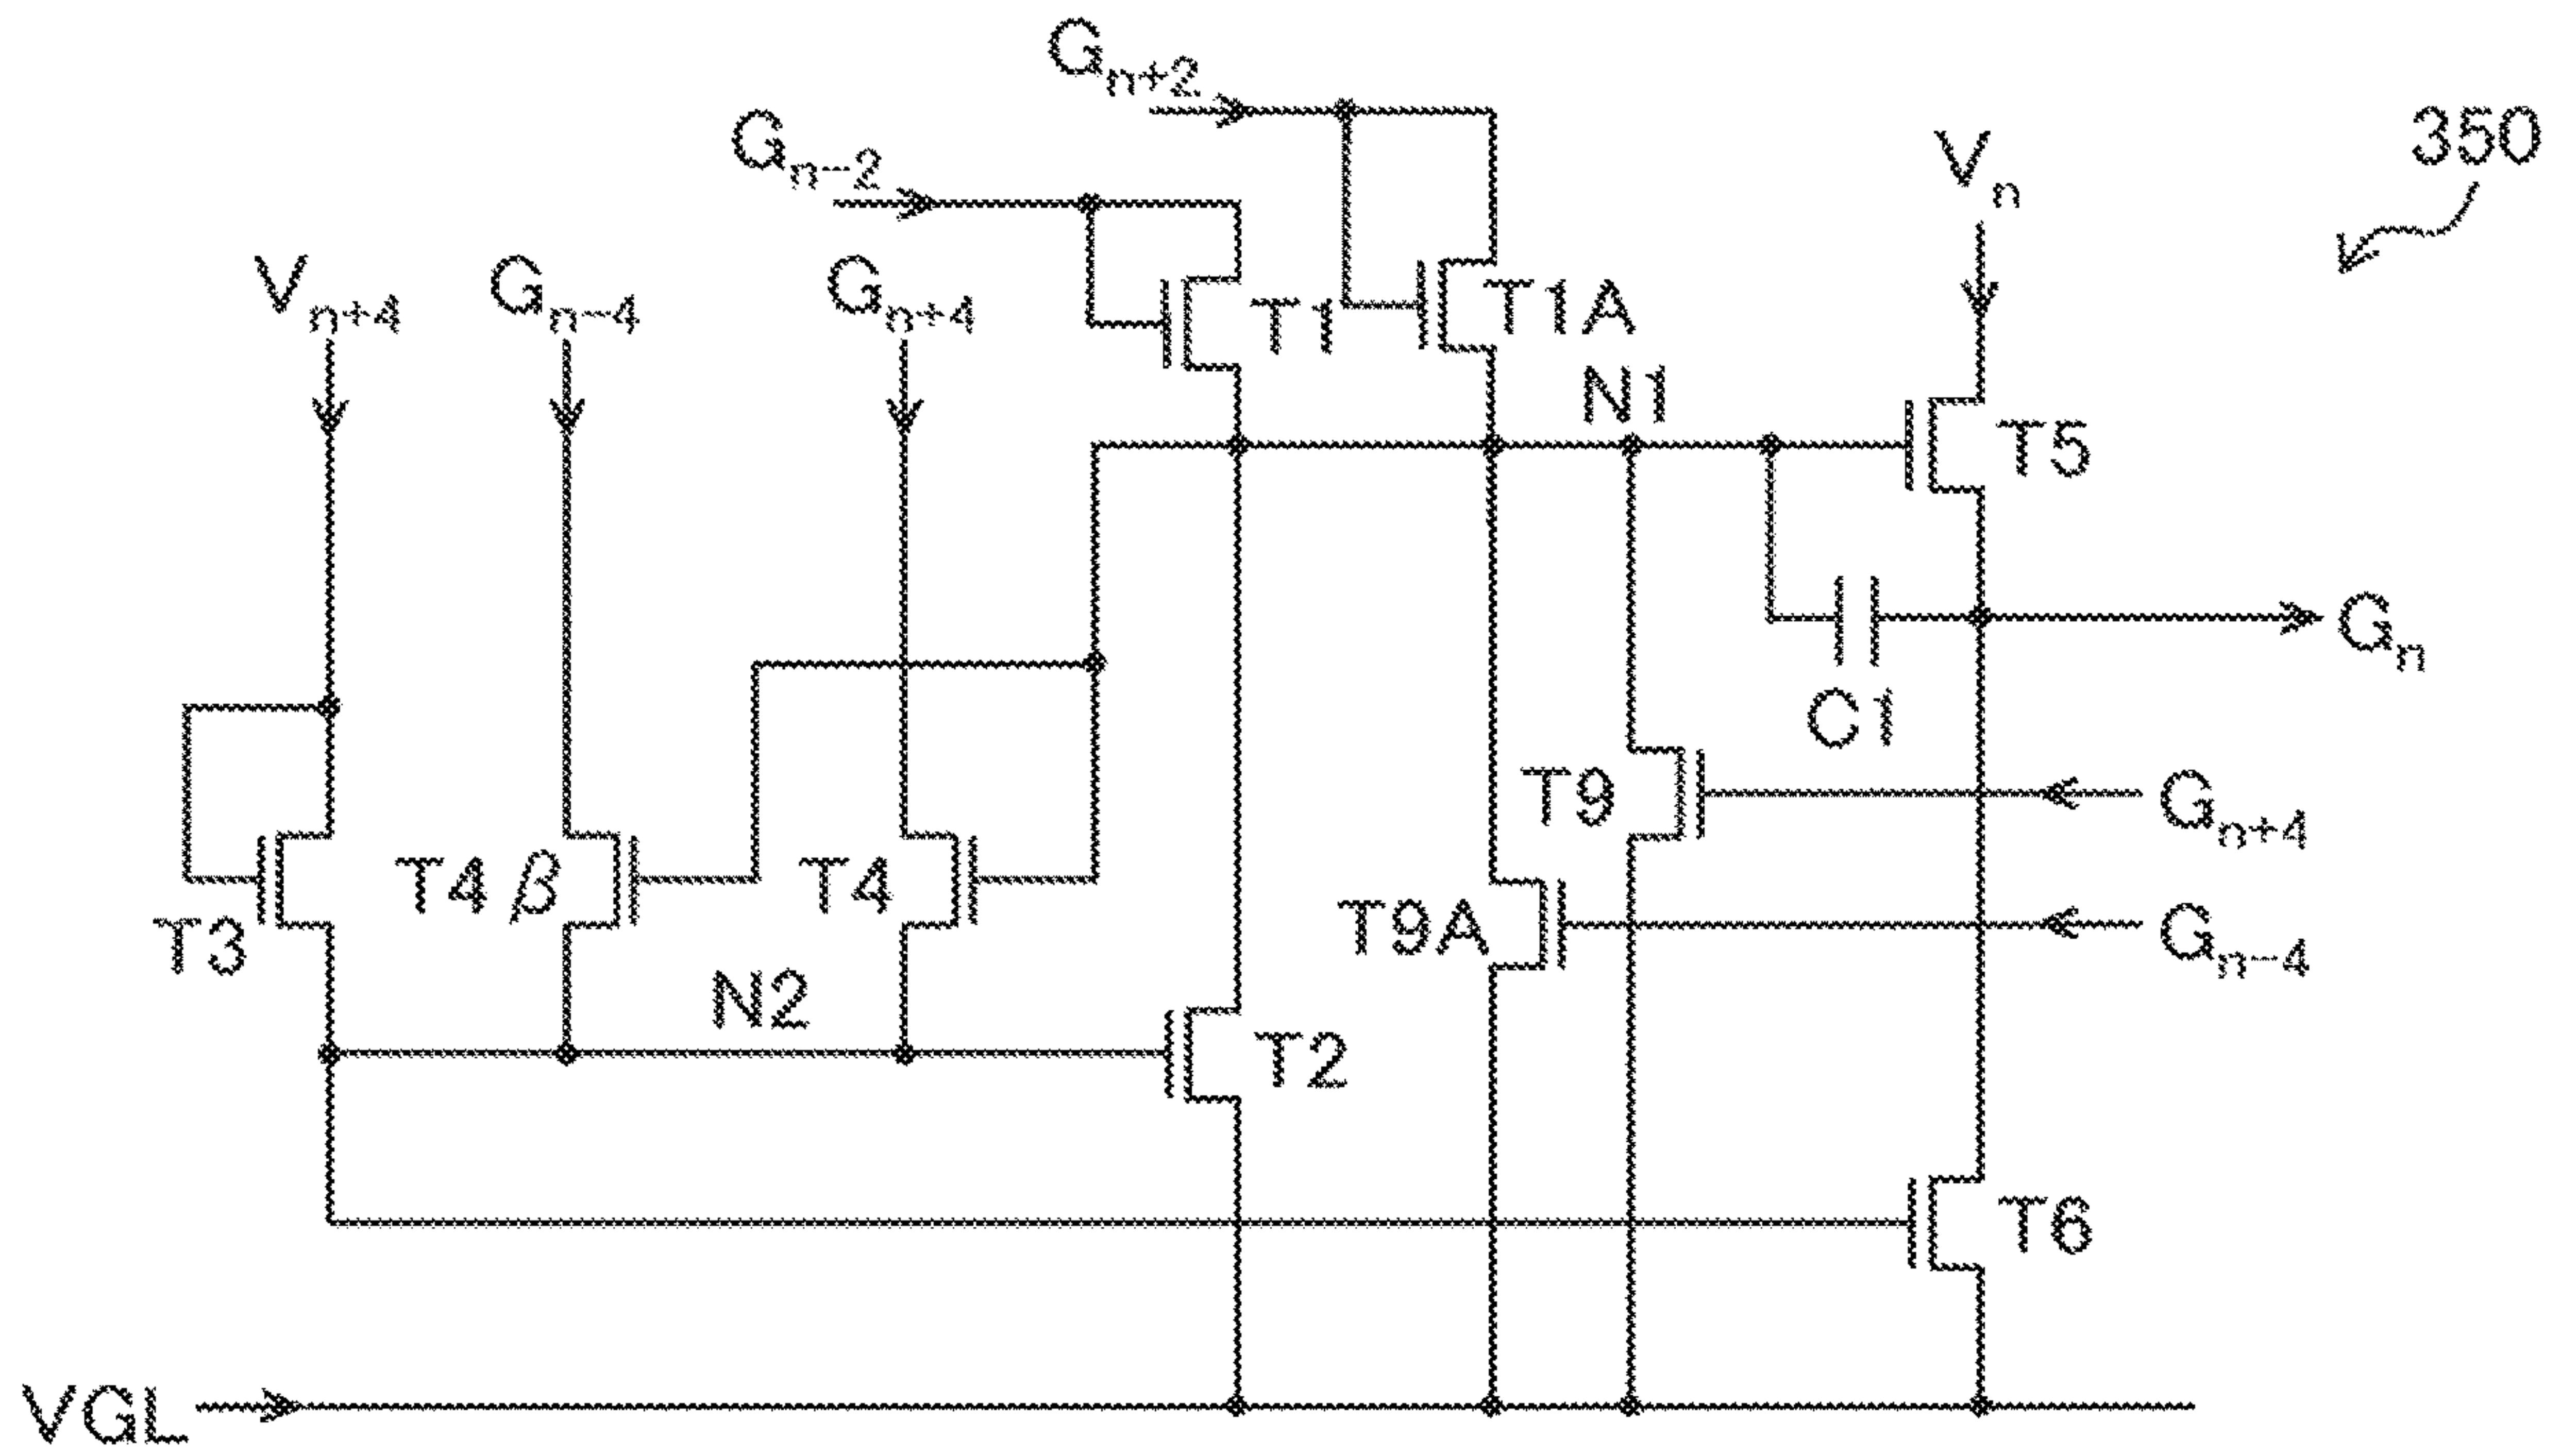 Gn+2
Gn−2
350
Vn
Vn+4
Gn−4
Gn+4
T1
T1A
N1
T5
Gn
C1
T9
Gn+4
T4β
T4
T3
T9A
Gn−4
N2
T2
T6
VGL